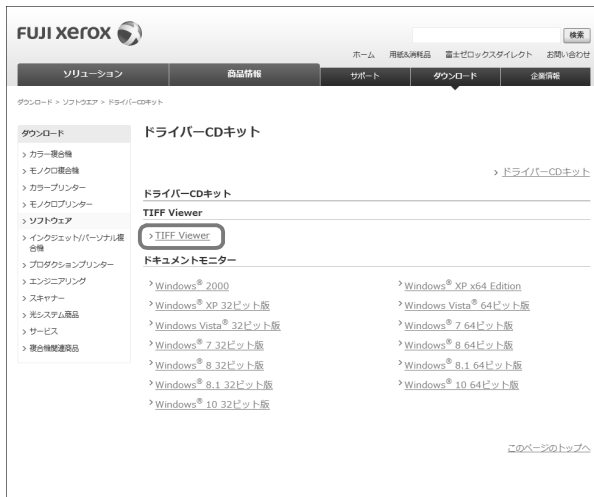 FUJI xerox
検索
ホーム 用紙&消耗品 富士ゼロックスダイレクト お問い合わせ
ソリューション 商品情報 サポート ダウンロード 企業情報
ダウンロード > ソフトウエア > ドライバーCDキット
ダウンロード
> カラー複合機
> モノクロ複合機
> カラープリンター
> モノクロプリンター
> ソフトウェア
> インクジェット/パーソナル複
合機
> プロダクションプリンター
> エンジニアリング
> スキャナー
> 光システム商品
> サービス
> 複合機関連商品
ドライバーCDキット
> ドライバーCDキット
ドライバーCDキット
TIFF Viewer
> TIFF Viewer
ドキュメントモニター
> Windows® 2000
> Windows® XP x64 Edition
> Windows® XP 32ビット版
> Windows Vista® 64ビット版
> Windows Vista® 32ビット版
> Windows® 7 64ビット版
> Windows® 7 32ビット版
> Windows® 8 64ビット版
> Windows® 8 32ビット版
> Windows® 8.1 64ビット版
> Windows® 8.1 32ビット版
> Windows® 10 64ビット版
> Windows® 10 32ビット版
このページのトップへ